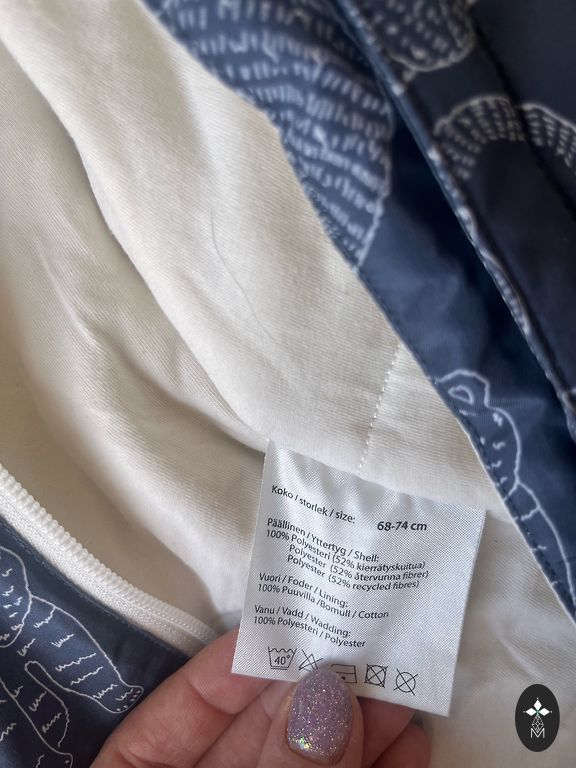 Koko / storlek / size: 68-74 cm
Päällinen / Yttertyg / Shell:
100% Polyesteri (52% kierrätyskuitua)
Polyester (52% återvunna fibrer)
Polyester (52% recycled fibres)
Vuori / Foder / Lining:
100% Puuvilla /Bomull / Cotton
Vanu / Vadd / Wadding:
100% Polyesteri / Polyester
40°